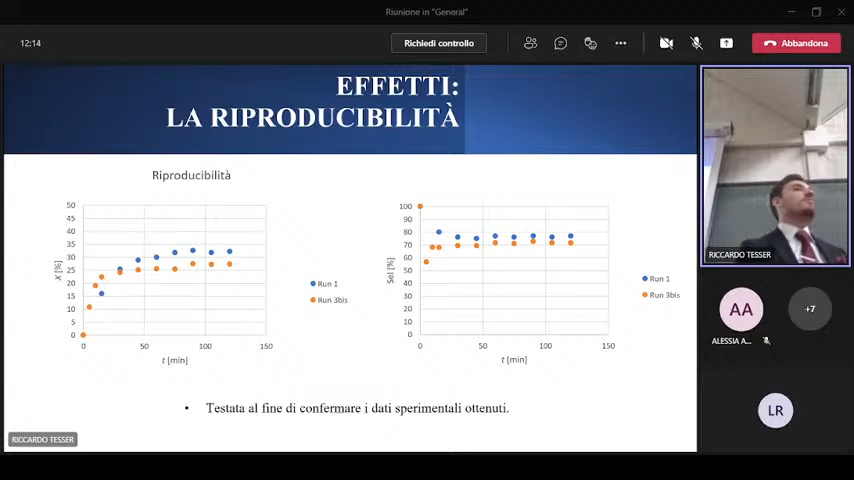 Riunione in "General"
12:14
Richiedi controllo
Abbandona
EFFETTI:
LA RIPRODUCIBILITÀ
Riproducibilità
50
45
40
35
30
25
20
15
10
5
0
X [%]
0 50 100 150
t [min]
Run 1
Run 3bis
100
90
80
70
60
50
40
30
20
10
0
Sel [%]
0 50 100 150
t [min]
Run 1
Run 3bis
• Testata al fine di confermare i dati sperimentali ottenuti.
RICCARDO TESSER
RICCARDO TESSER
AA
ALESSIA A...
+7
LR